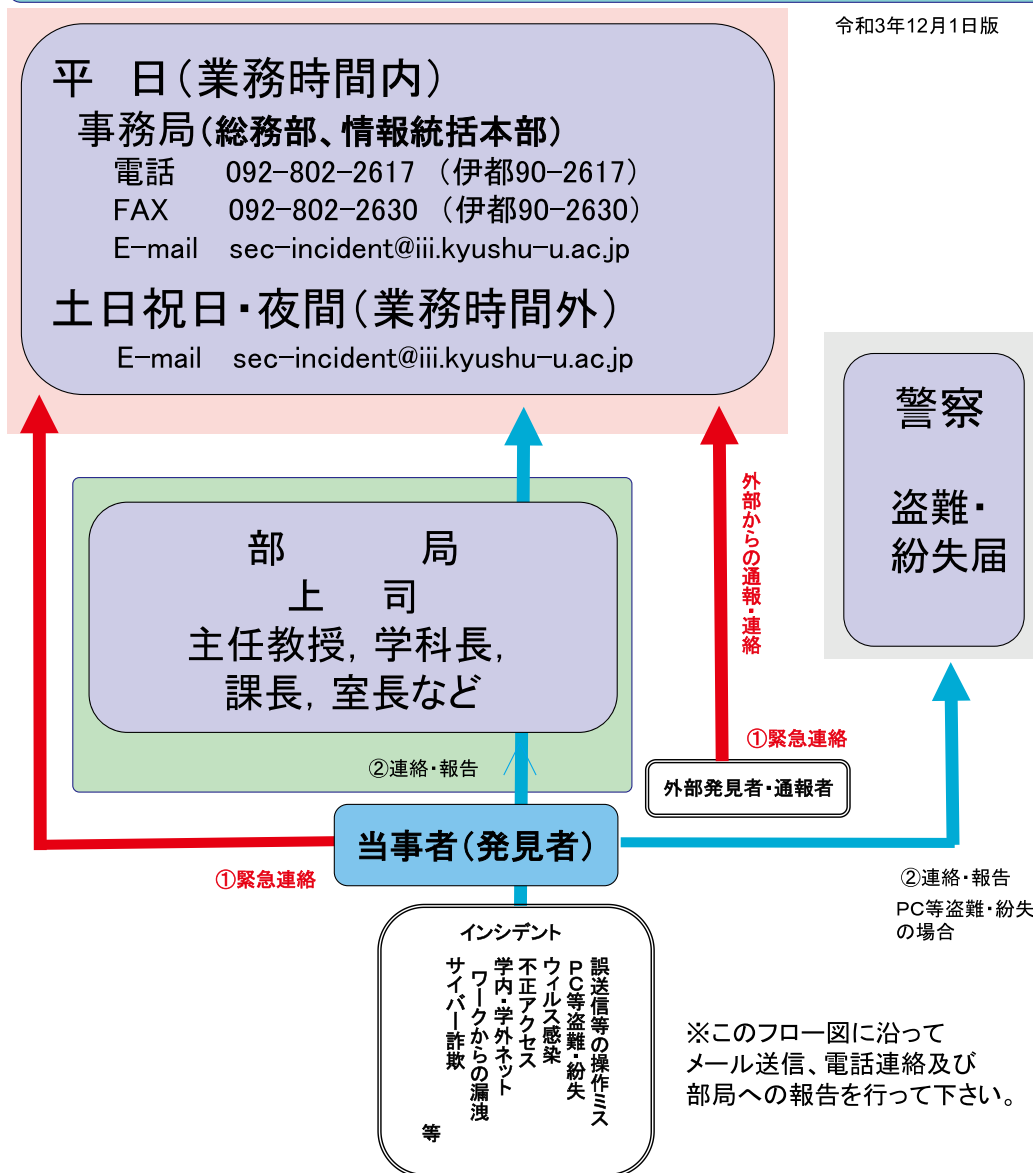 令和3年12月1日版
平　日(業務時間内)
事務局(総務部、情報統括本部)
電話　092-802-2617 (伊都90-2617)
FAX　092-802-2630 (伊都90-2630)
E-mail　sec-incident@iii.kyushu-u.ac.jp
土日祝日・夜間(業務時間外)
E-mail　sec-incident@iii.kyushu-u.ac.jp
警察
盗難・
紛失届
部　局
上　司
主任教授, 学科長,
課長, 室長など
外部からの通報・連絡
①緊急連絡
②連絡・報告
外部発見者・通報者
当事者(発見者)
①緊急連絡
②連絡・報告
PC等盗難・紛失
の場合
インシデント
誤送信等の操作ミス
PC等盗難・紛失
ウィルス感染
不正アクセス
学内・学外ネット
ワークからの漏洩
サイバー詐欺
等
※このフロー図に沿って
メール送信、電話連絡及び
部局への報告を行って下さい。